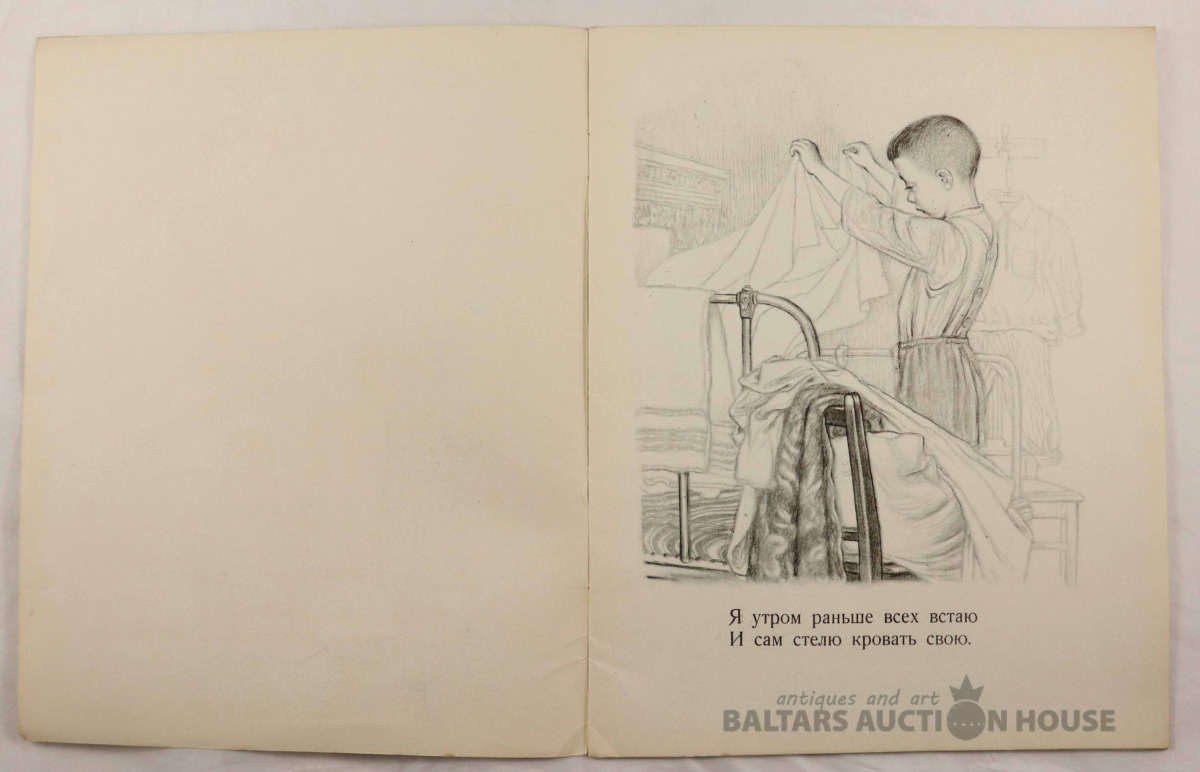 Я утром раньше всех встаю
И сам стелю кровать свою.
antiques and art
BALTARS AUCTION HOUSE